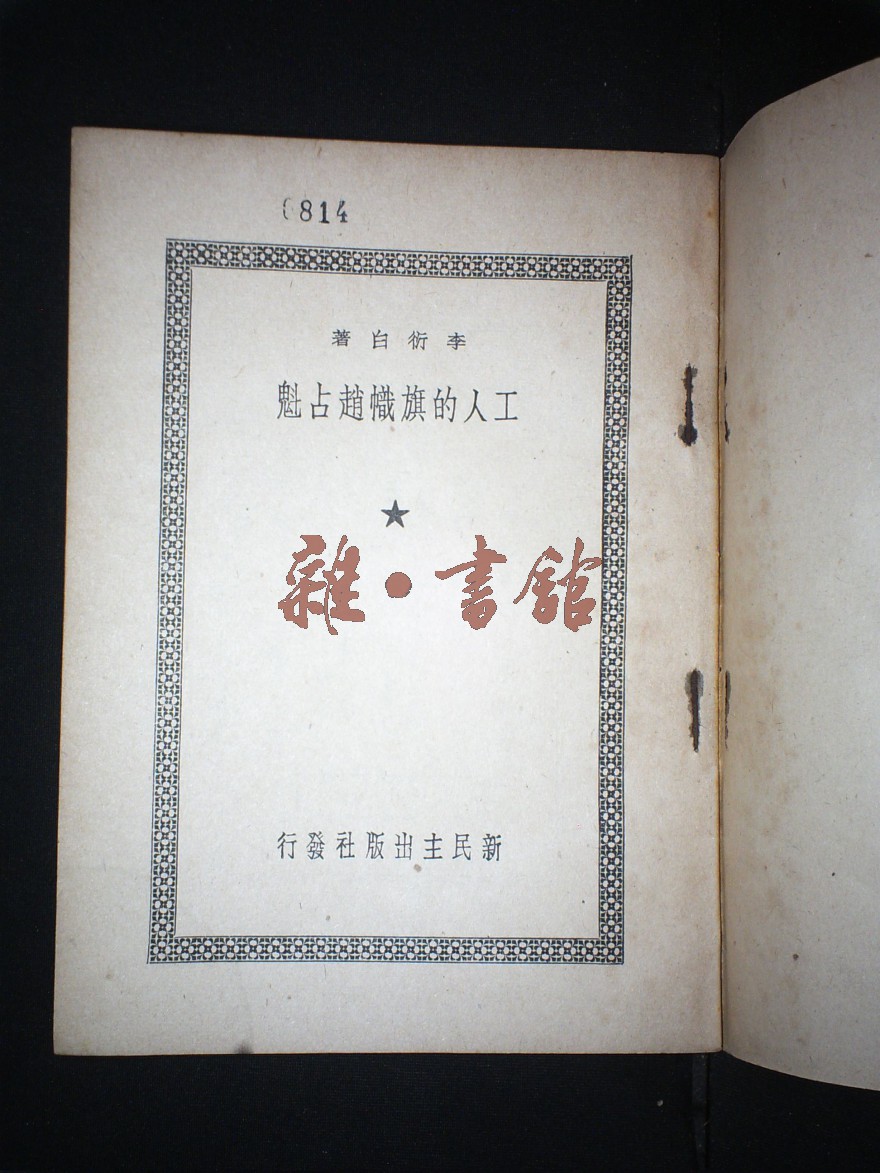 李衍白著
工人的旗幟趙占魁
★
雜•書館
新民主出版社發行